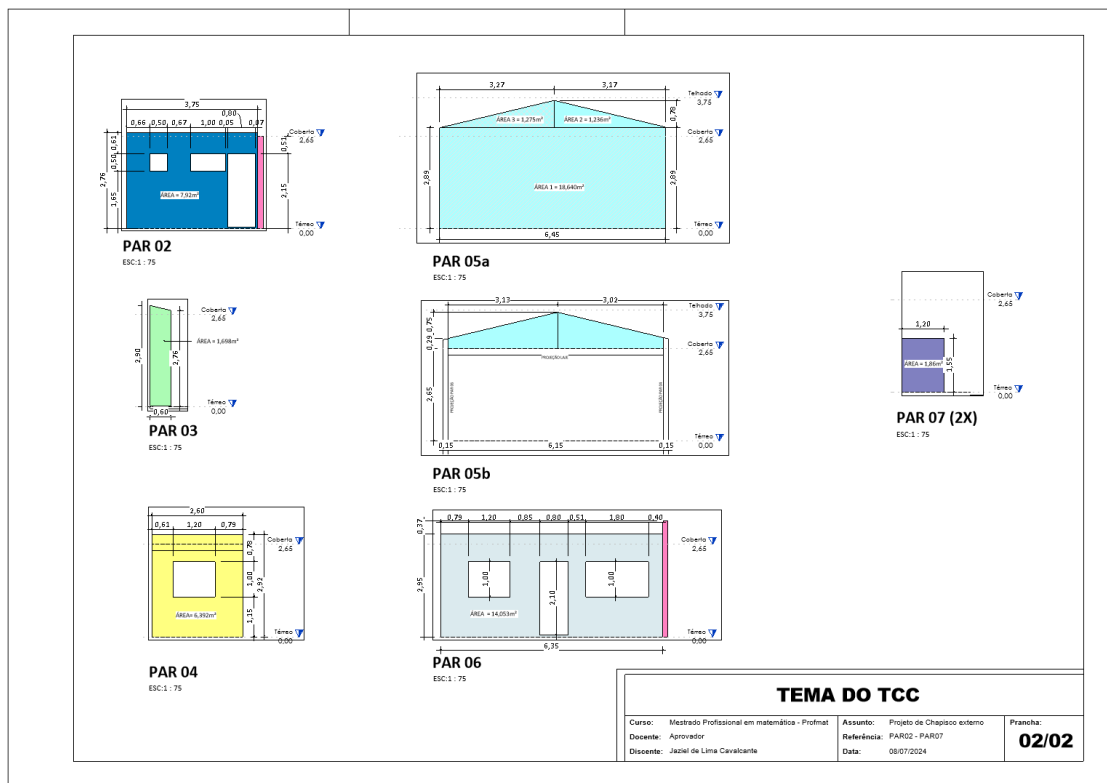 3,75
0,80
0,66 0,50 0,67 1,00 0,05 0,07
0,61
0,50
2,76
1,65
0,51
2,15
Coberta
2,65
ÁREA = 7,92m²
Térreo
0,00
PAR 02
ESC:1 : 75
3,27 3,17
Telhado
3,75
0,78
ÁREA 3 = 1,275m² ÁREA 2 = 1,236m²
Coberta
2,65
2,89 2,89
ÁREA 1 = 18,640m²
Térreo
0,00
6,45
PAR 05a
ESC:1 : 75
Coberta
2,65
2,90
2,76
ÁREA = 1,698m²
Térreo
0,00
0,60
PAR 03
ESC:1 : 75
3,13 3,02
Telhado
3,75
0,75
0,29
Coberta
2,65
PROJEÇÃO LAJE
2,65
Térreo
0,00
0,15 6,15 0,15
PAR 05b
ESC:1 : 75
Coberta
2,65
1,20
ÁREA = 1,86m²
1,55
Térreo
0,00
PAR 07 (2X)
ESC:1 : 75
2,60
0,61 1,20 0,79
Coberta
2,65
0,78
1,00
2,92
1,15
ÁREA= 6,392m²
Térreo
0,00
PAR 04
ESC:1 : 75
0,79 1,20 0,85 0,80 0,51 1,80 0,40
0,37
Coberta
2,65
2,95
1,00 2,10 1,00
ÁREA = 14,053m²
Térreo
0,00
6,35
PAR 06
ESC:1 : 75
TEMA DO TCC
Curso: Mestrado Profissional em matemática - Profmat
Docente: Aprovador
Discente: Jaziel de Lima Cavalcante
Assunto: Projeto de Chapisco externo
Referência: PAR02 - PAR07
Data: 08/07/2024
Prancha:
02/02